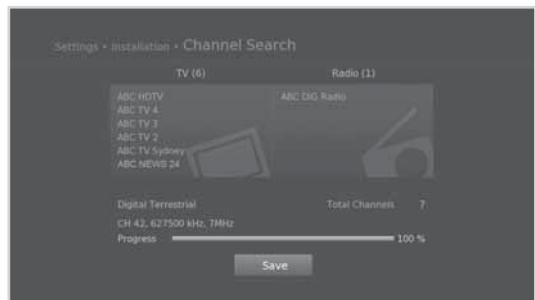 Settings • Installation • Channel Search
TV (6) Radio (1)
ABC HDTV ABC DiG Radio
ABC TV 4
ABC TV 3
ABC TV 2
ABC TV Sydney
ABC NEWS 24
Digital Terrestrial Total Channels 7
CH 42, 627500 kHz, 7MHz
Progress 100 %
Save